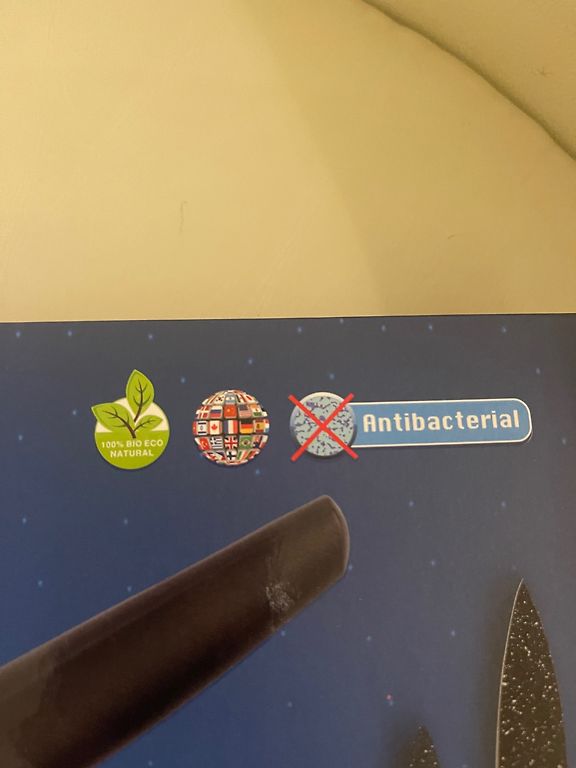 100% BIO ECO
NATURAL
Antibacterial